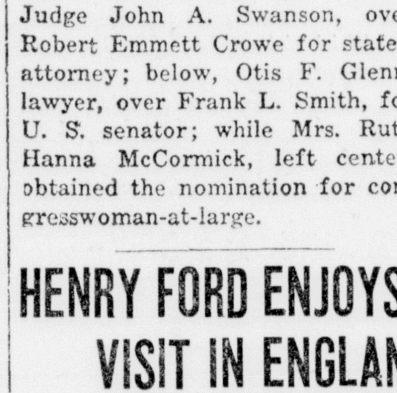 Judge John A. Swanson, ove
Robert Emmett Crowe for state
attorney; below, Otis F. Glen
lawyer, over Frank L. Smith, fo
U. S. senator; while Mrs. Rut
Hanna McCormick, left cente
obtained the nomination for con
gresswoman-at-large.
HENRY FORD ENJOYS
VISIT IN ENGLAN